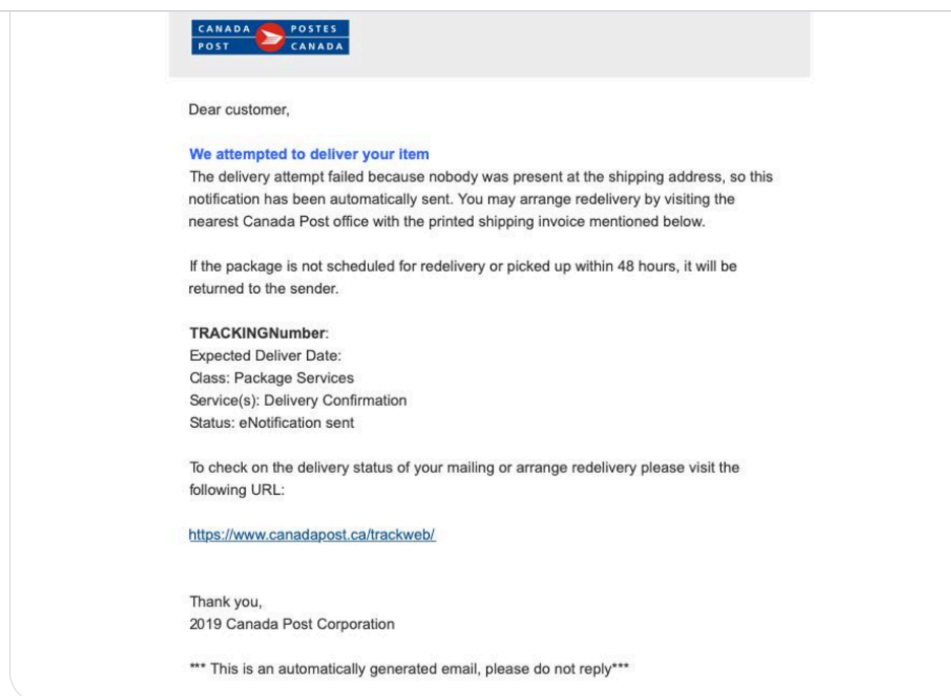 CANADA POSTES
POST CANADA
Dear customer,
We attempted to deliver your item
The delivery attempt failed because nobody was present at the shipping address, so this
notification has been automatically sent. You may arrange redelivery by visiting the
nearest Canada Post office with the printed shipping invoice mentioned below.
If the package is not scheduled for redelivery or picked up within 48 hours, it will be
returned to the sender.
TRACKINGNumber:
Expected Deliver Date:
Class: Package Services
Service(s): Delivery Confirmation
Status: eNotification sent
To check on the delivery status of your mailing or arrange redelivery please visit the
following URL:
https://www.canadapost.ca/trackweb/
Thank you,
2019 Canada Post Corporation
*** This is an automatically generated email, please do not reply***